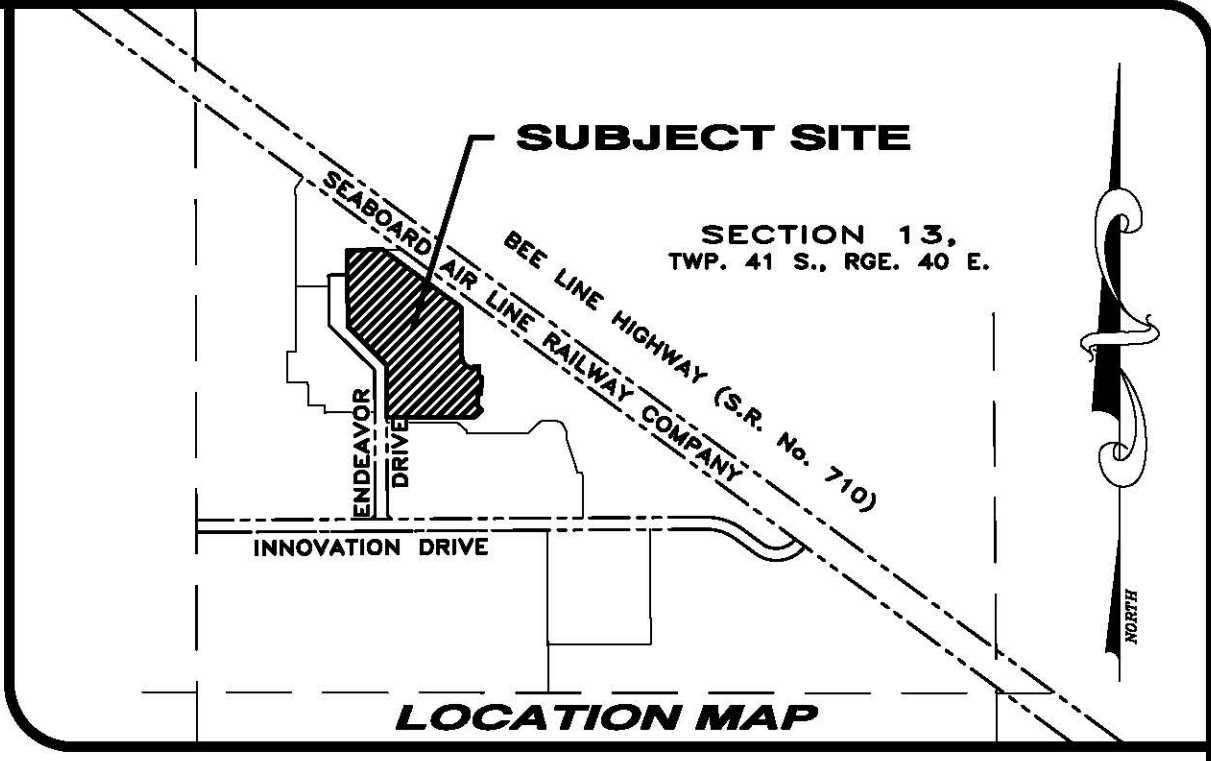 SUBJECT SITE
SECTION 13,
TWP. 41 S., RGE. 40 E.
SEABOARD AIR LINE RAILWAY COMPANY
BEE LINE HIGHWAY (S.R. No. 710)
ENDEAVOR
DRIVE
INNOVATION DRIVE
NORTH
LOCATION MAP